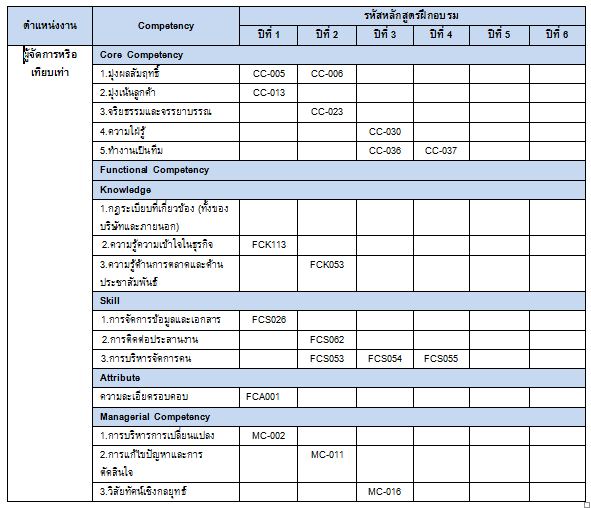 ตำแหน่งงาน Competency รหัสหลักสูตรฝึกอบรม
ปีที่ 1 ปีที่ 2 ปีที่ 3 ปีที่ 4 ปีที่ 5 ปีที่ 6
ผู้จัดการหรือ Core Competency
เทียบเท่า 1.มุ่งผลสัมฤทธิ์ CC-005 CC-006
2.มุ่งเน้นลูกค้า CC-013
3.จริยธรรมและจรรยาบรรณ CC-023
4.ความใฝ่รู้ CC-030
5.ทำงานเป็นทีม CC-036 CC-037
Functional Competency
Knowledge
1.กฎระเบียบที่เกี่ยวข้อง (ทั้งของ
บริษัทและภายนอก)
2.ความรู้ความเข้าใจในธุรกิจ FCK113
3.ความรู้ด้านการตลาดและด้าน FCK053
ประชาสัมพันธ์
Skill
1.การจัดการข้อมูลและเอกสาร FCS026
2.การติดต่อประสานงาน FCS062
3.การบริหารจัดการคน FCS053 FCS054 FCS055
Attribute
ความละเอียดรอบคอบ FCA001
Managerial Competency
1.การบริหารการเปลี่ยนแปลง MC-002
2.การแก้ไขปัญหาและการ MC-011
ตัดสินใจ
3.วิสัยทัศน์เชิงกลยุทธ์ MC-016